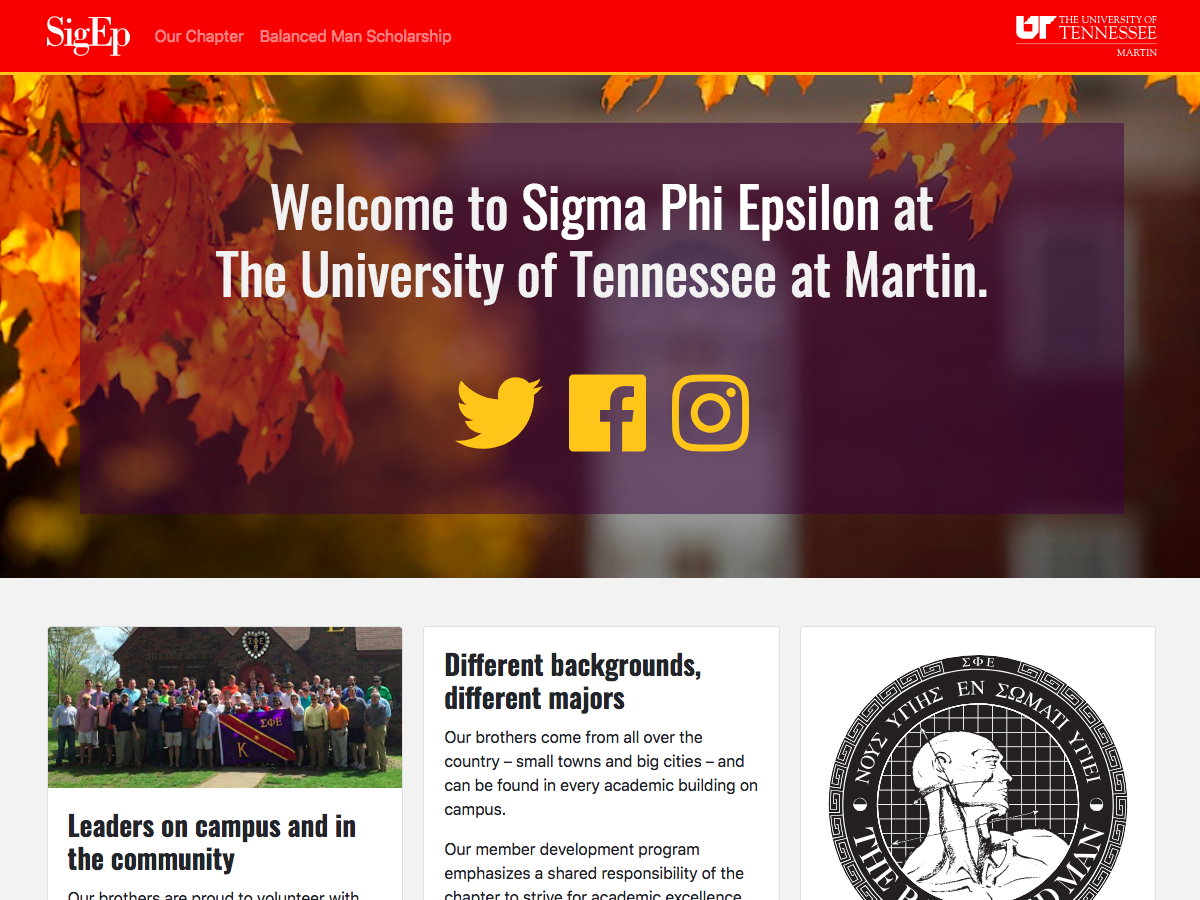 SigEp
Our Chapter
Balanced Man Scholarship
UT
THE UNIVERSITY OF
TENNESSEE
MARTIN
Welcome to Sigma Phi Epsilon at
The University of Tennessee at Martin.
ΣΦΕ
K
Leaders on campus and in
the community
Our brothers are proud to volunteer with
Different backgrounds,
different majors
Our brothers come from all over the
country – small towns and big cities – and
can be found in every academic building on
campus.
Our member development program
emphasizes a shared responsibility of the
chapter to strive for academic excellence
ΣΦΕ
ΝΟΥΣ ΥΓΙΗΣ ΕΝ ΣΩΜΑΤΙ ΥΓΙΕΙ